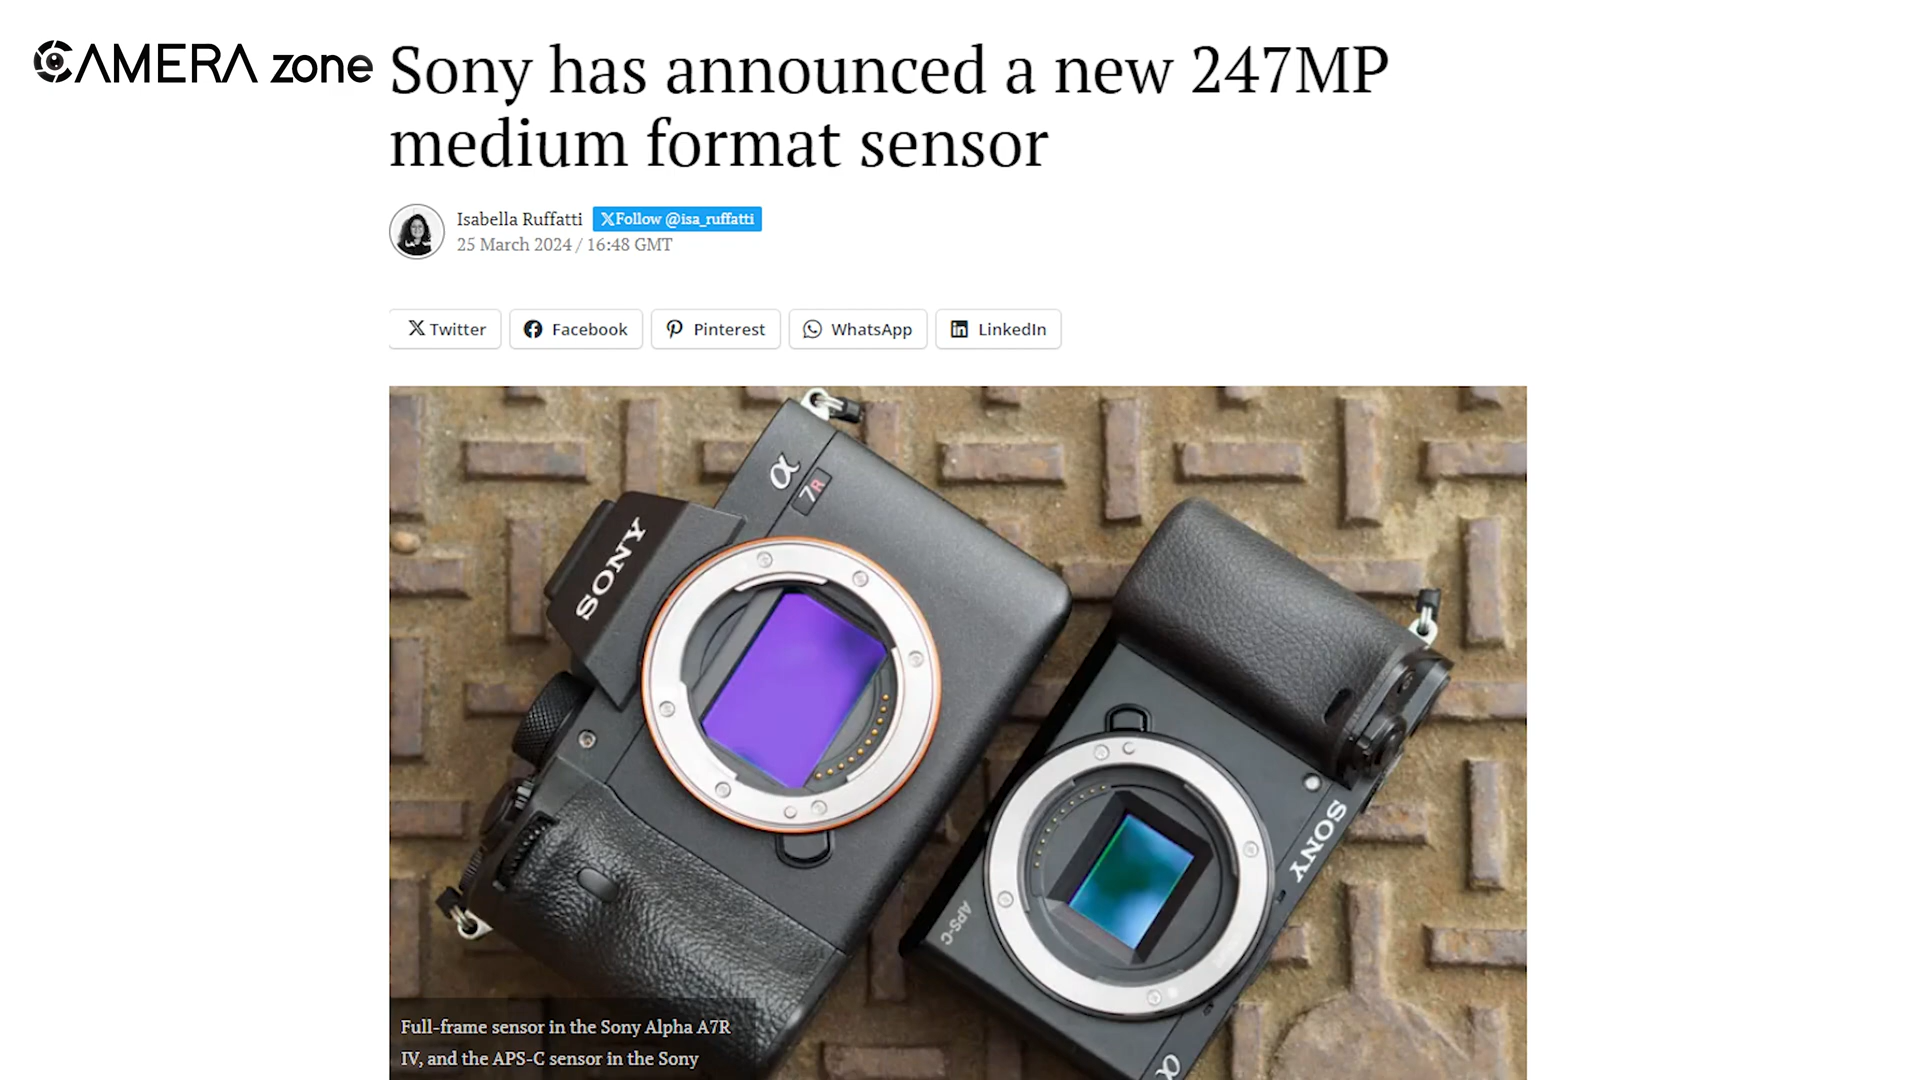 CAMERA zone
Sony has announced a new 247MP
medium format sensor
Isabella Ruffatti
Follow @isa_ruffatti
25 March 2024 / 16:48 GMT
Twitter
Facebook
Pinterest
WhatsApp
LinkedIn
α
7R
SONY
SONY
APS-C
α
Full-frame sensor in the Sony Alpha A7R
IV, and the APS-C sensor in the Sony